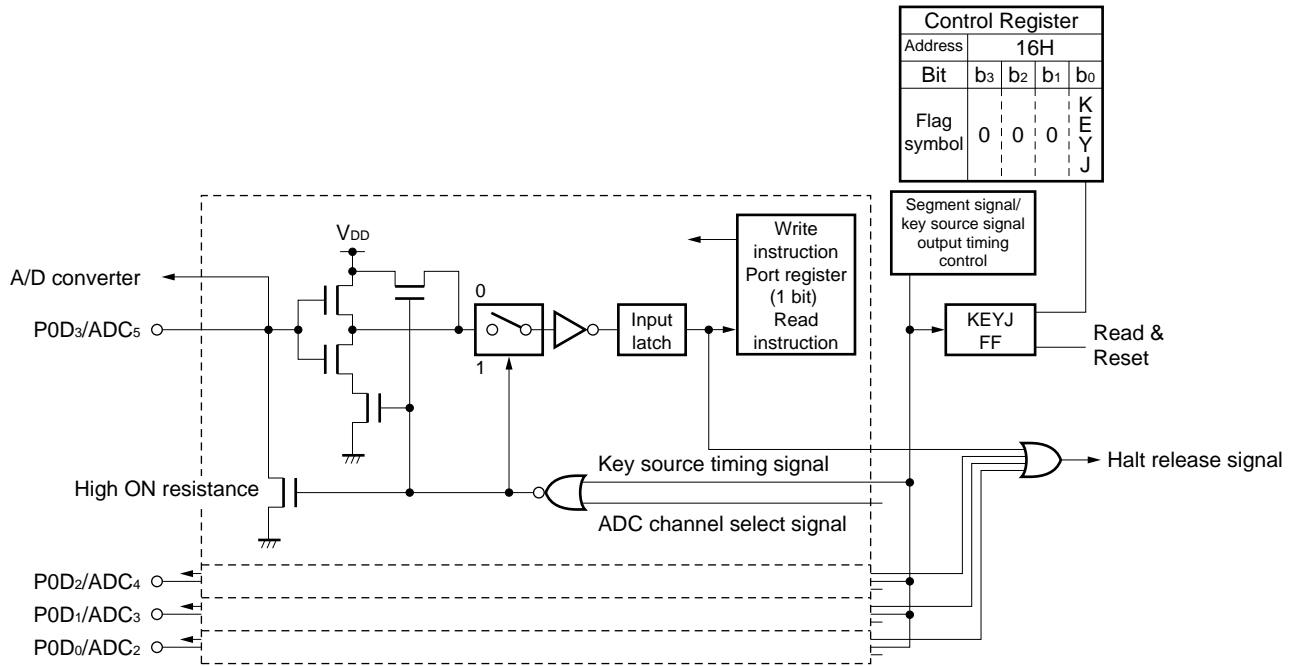 Control Register
Address 16H
Bit b3 b2 b1 b0
Flag symbol 0 0 0 KEYJ
Segment signal/
key source signal
output timing
control
VDD
Write
instruction
Port register
(1 bit)
Read
instruction
A/D converter
0
P0D3/ADC5
Input
latch
KEYJ
FF
Read &
Reset
1
Key source timing signal
Halt release signal
High ON resistance
ADC channel select signal
P0D2/ADC4
P0D1/ADC3
P0D0/ADC2